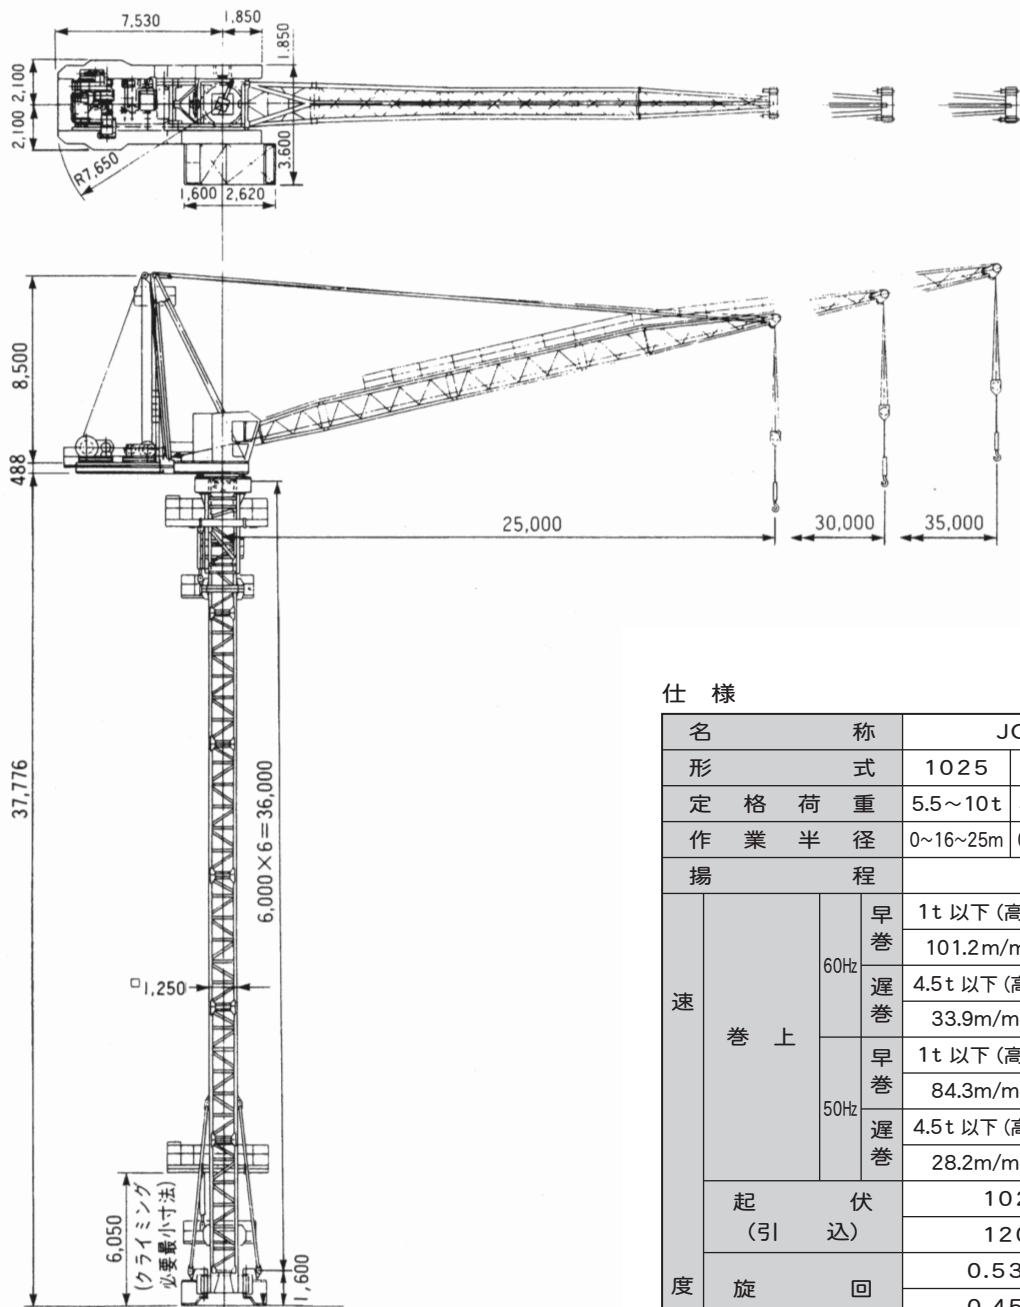 7,530
1,850
1.850
2,100
2,100
R7,650
3.600
1,600
2,620
8,500
488
25,000
30,000
35,000
37,776
6,000×6=36,000
□1,250
6,050
(クライミング
必要最小寸法)
1,600
仕 様
名 称
形 式 1025
定 格 荷 重 5.5～10t
作 業 半 径 0~16~25m
揚 程
速 度
巻 上
60Hz
早巻 1t 以下
101.2m/m
遅巻 4.5t 以下
33.9m/m
50Hz
早巻 1t 以下
84.3m/m
遅巻 4.5t 以下
28.2m/m
起 伏
(引 込)
旋 回 0.53